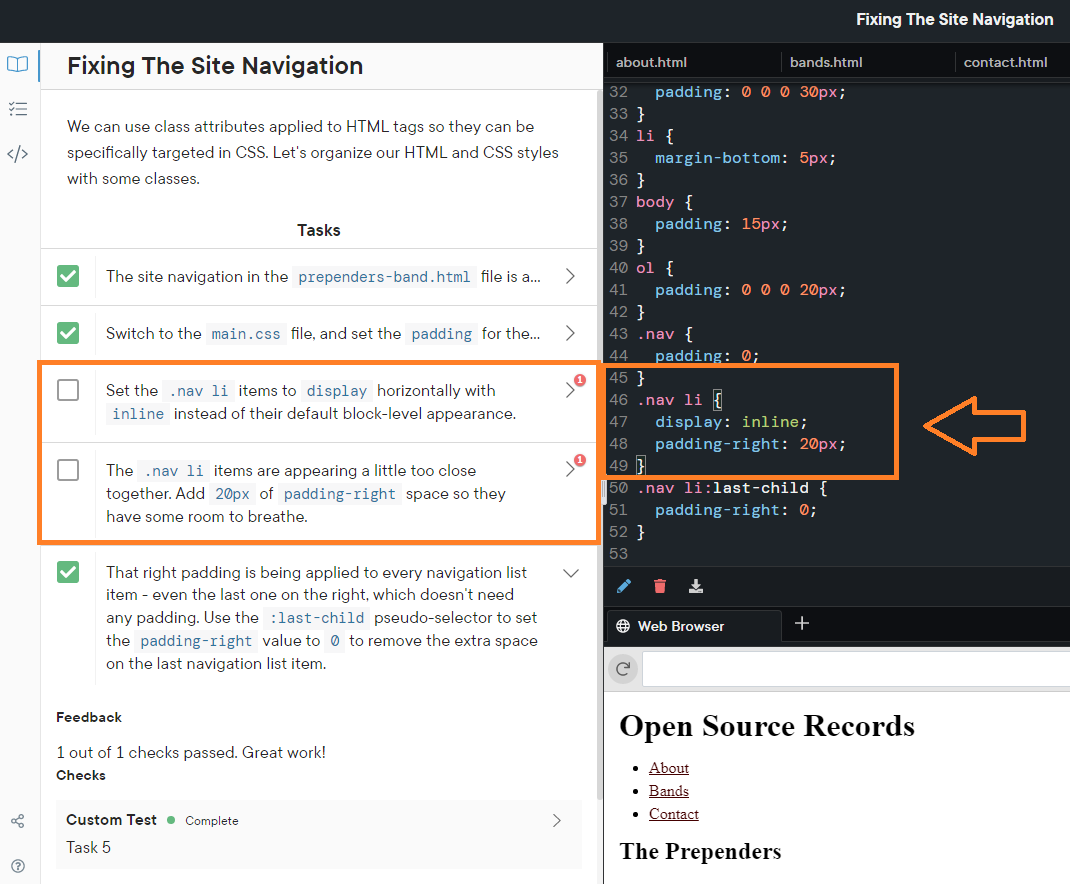 Fixing The Site Navigation
Fixing The Site Navigation
We can use class attributes applied to HTML tags so they can be
specifically targeted in CSS. Let's organize our HTML and CSS styles
with some classes.
Tasks
The site navigation in the prependers-band.html file is a...
Switch to the main.css file, and set the padding for the...
Set the .nav li items to display horizontally with
inline instead of their default block-level appearance.
1
The .nav li items are appearing a little too close
together. Add 20px of padding-right space so they
have some room to breathe.
1
That right padding is being applied to every navigation list
item - even the last one on the right, which doesn't need
any padding. Use the :last-child pseudo-selector to set
the padding-right value to 0 to remove the extra space
on the last navigation list item.
Feedback
1 out of 1 checks passed. Great work!
Checks
Custom Test Complete
Task 5
about.html bands.html contact.html
32 padding: 0 0 0 30px;
33 }
34 li {
35 margin-bottom: 5px;
36 }
37 body {
38 padding: 15px;
39 }
40 ol {
41 padding: 0 0 0 20px;
42 }
43 .nav {
44 padding: 0;
45 }
46 .nav li {
47 display: inline;
48 padding-right: 20px;
49 }
50 .nav li:last-child {
51 padding-right: 0;
52 }
53
Web Browser
Open Source Records
About
Bands
Contact
The Prependers